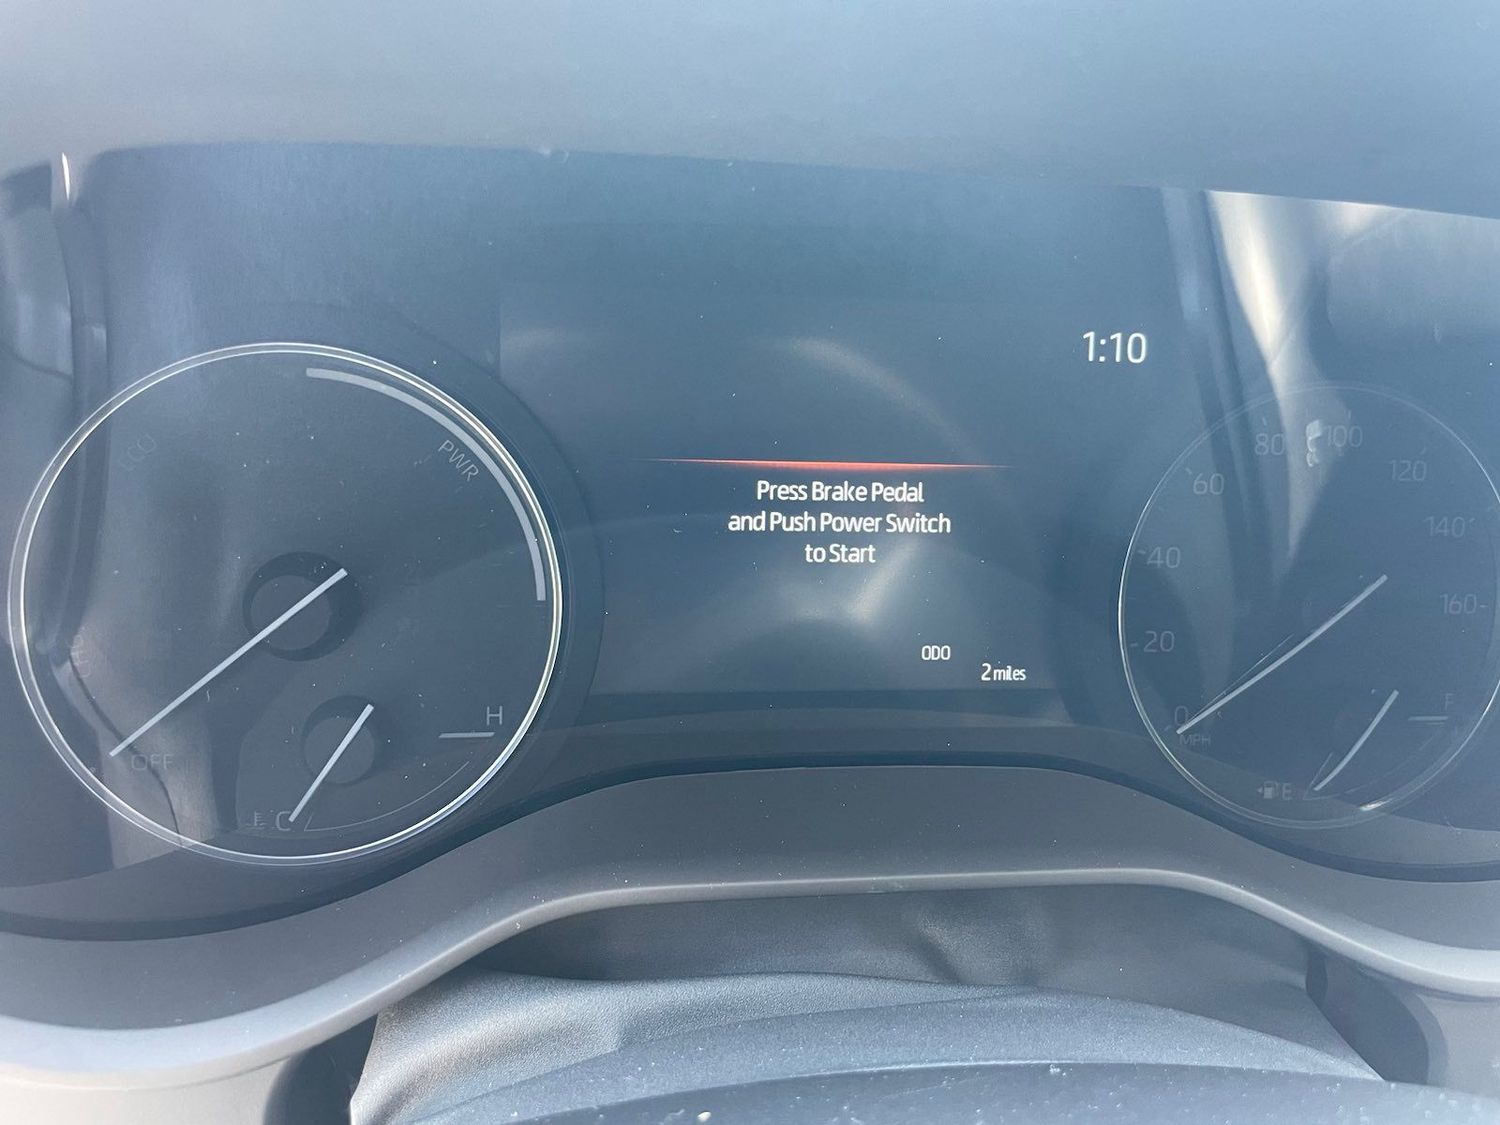 1:10
ECO
PWR
Press Brake Pedal
and Push Power Switch
to Start
80
100
60
120
140
40
160
20
ODO
2 miles
H
OFF
C
0
MPH
F
E